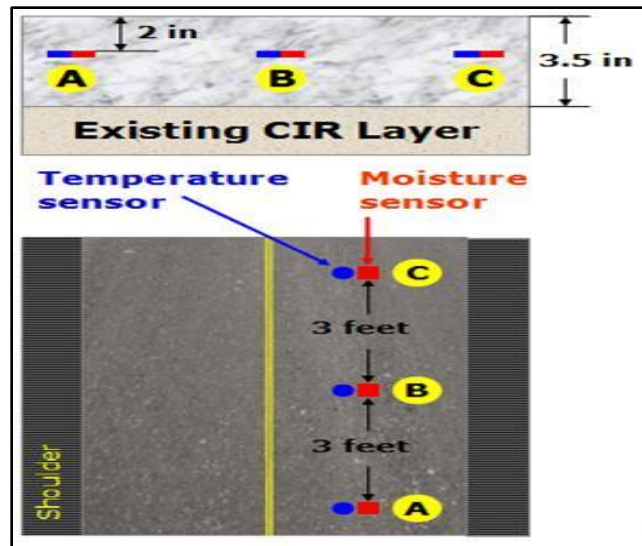 2 in
3.5 in
A
B
C
Existing CIR Layer
Temperature
sensor
Moisture
sensor
C
3 feet
B
3 feet
A
Shoulder